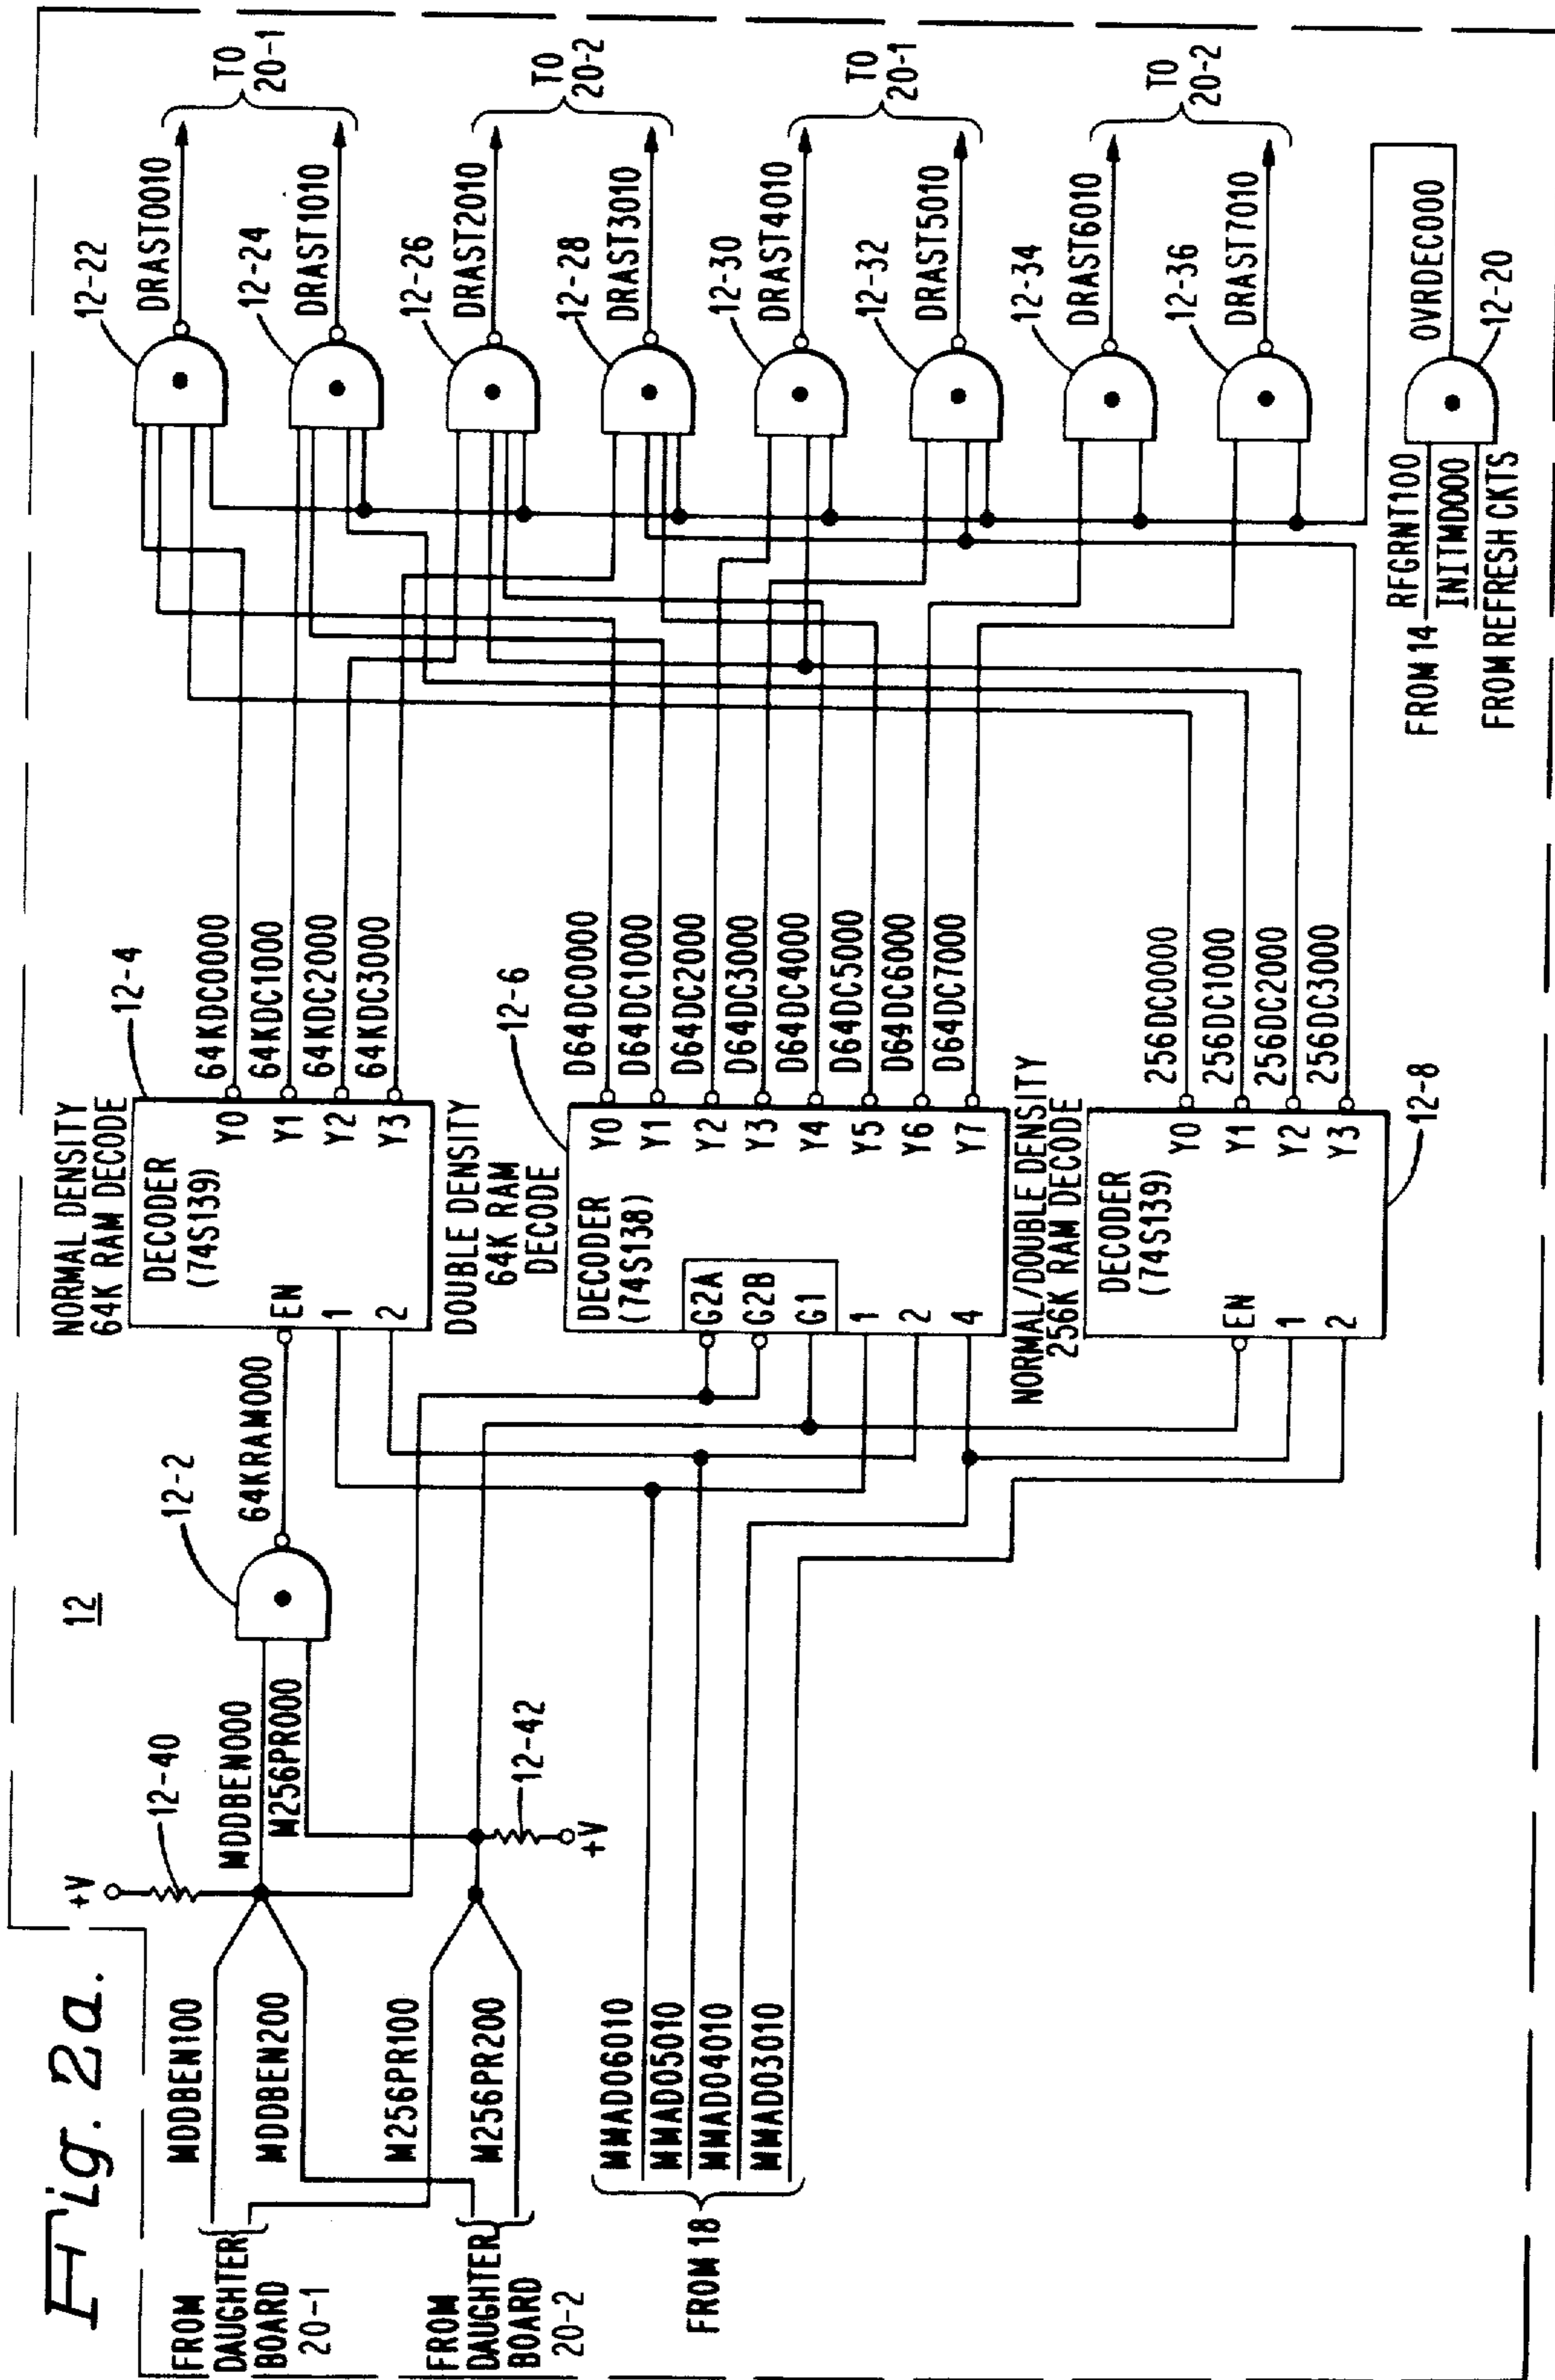 Fig. 2a.
12
FROM
DAUGHTER
BOARD
20-1
FROM
DAUGHTER
BOARD
20-2
MDDBEN100
MDDBEN200
M256PR100
M256PR200
FROM 18
MMAD06010
MMAD05010
MMAD04010
MMAD03010
+V
12-40
MDDBEN000
M256PR000
12-42
+V
12-2
64KRAM000
NORMAL DENSITY
64K RAM DECODE
DECODER
(74S139)
EN
1
2
Y0
Y1
Y2
Y3
12-4
64KDC0000
64KDC1000
64KDC2000
64KDC3000
DOUBLE DENSITY
64K RAM
DECODE
DECODER
(74S138)
G2A
G2B
G1
1
2
4
Y0
Y1
Y2
Y3
Y4
Y5
Y6
Y7
12-6
D64DC0000
D64DC1000
D64DC2000
D64DC3000
D64DC4000
D64DC5000
D64DC6000
D64DC7000
NORMAL/DOUBLE DENSITY
256K RAM DECODE
DECODER
(74S139)
EN
1
2
Y0
Y1
Y2
Y3
12-8
256DC0000
256DC1000
256DC2000
256DC3000
12-22
DRAST0010
12-24
DRAST1010
TO
20-1
12-26
DRAST2010
12-28
DRAST3010
TO
20-2
12-30
DRAST4010
12-32
DRAST5010
TO
20-1
12-34
DRAST6010
12-36
DRAST7010
TO
20-2
FROM 14 RFGRNT100
INITMD000
FROM REFRESH CKTS
OVRDEC000
12-20